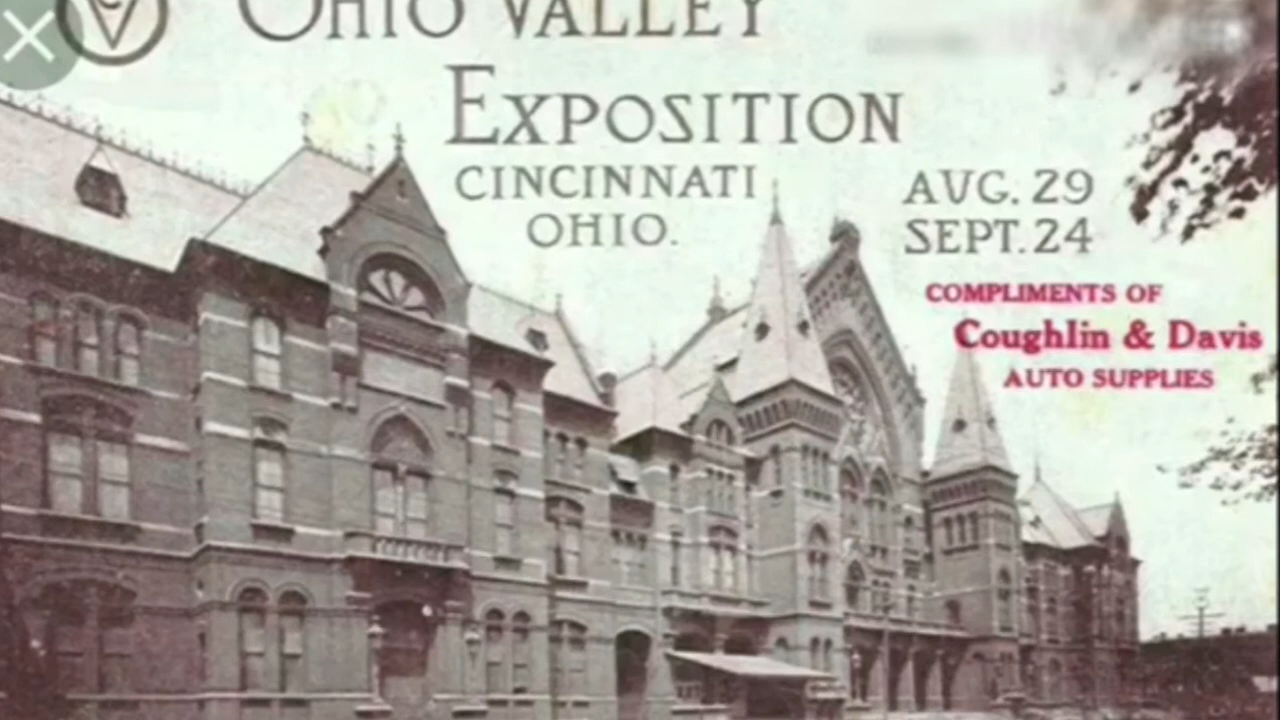 OHIO VALLEY
EXPOSITION
CINCINNATI
OHIO.
AUG. 29
SEPT. 24
COMPLIMENTS OF
Coughlin & Davis
AUTO SUPPLIES